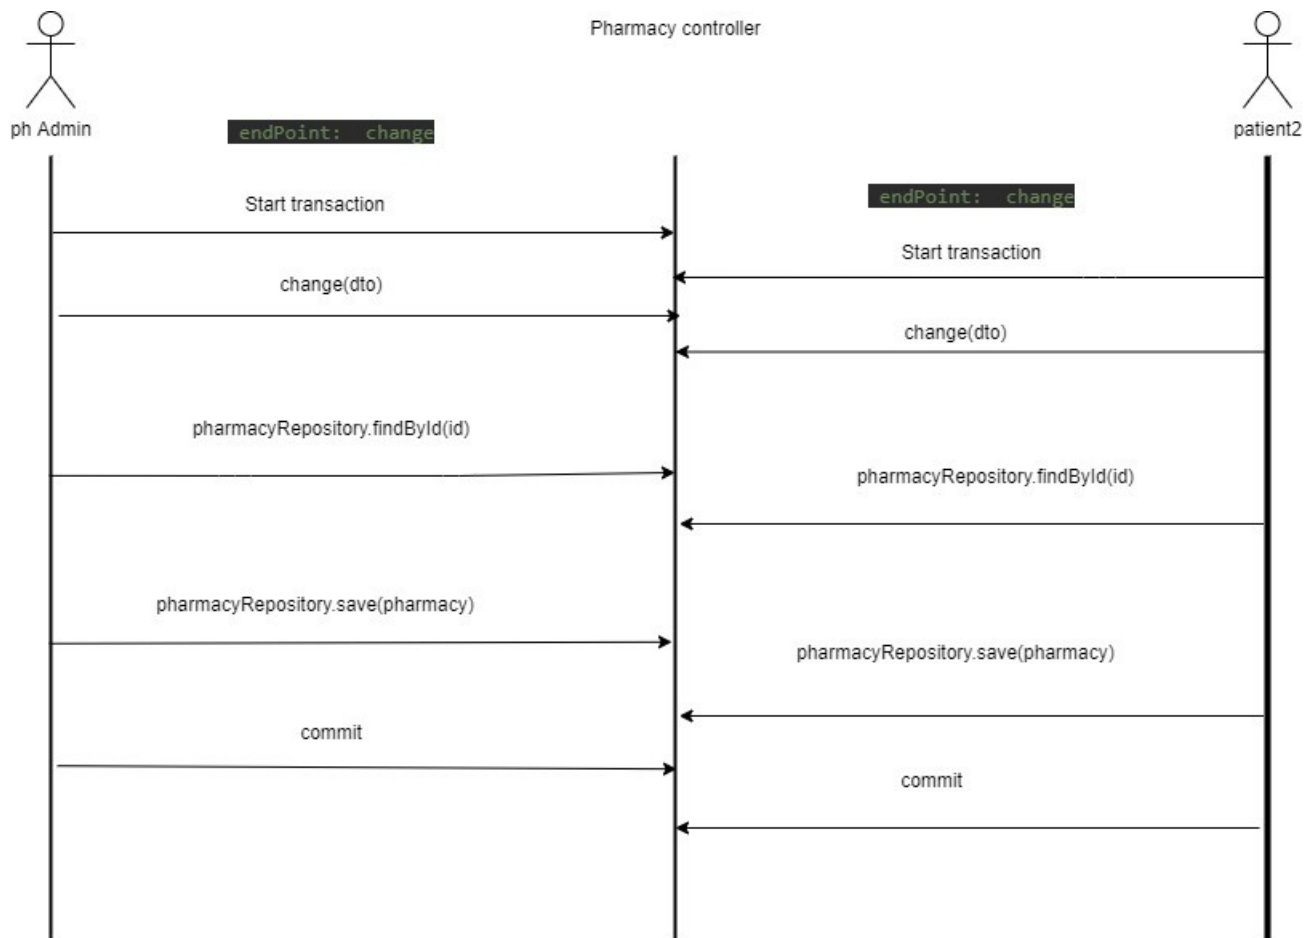 Pharmacy controller
ph Admin
patient2
endPoint: change
endPoint: change
Start transaction
Start transaction
change(dto)
change(dto)
pharmacyRepository.findById(id)
pharmacyRepository.findById(id)
pharmacyRepository.save(pharmacy)
pharmacyRepository.save(pharmacy)
commit
commit